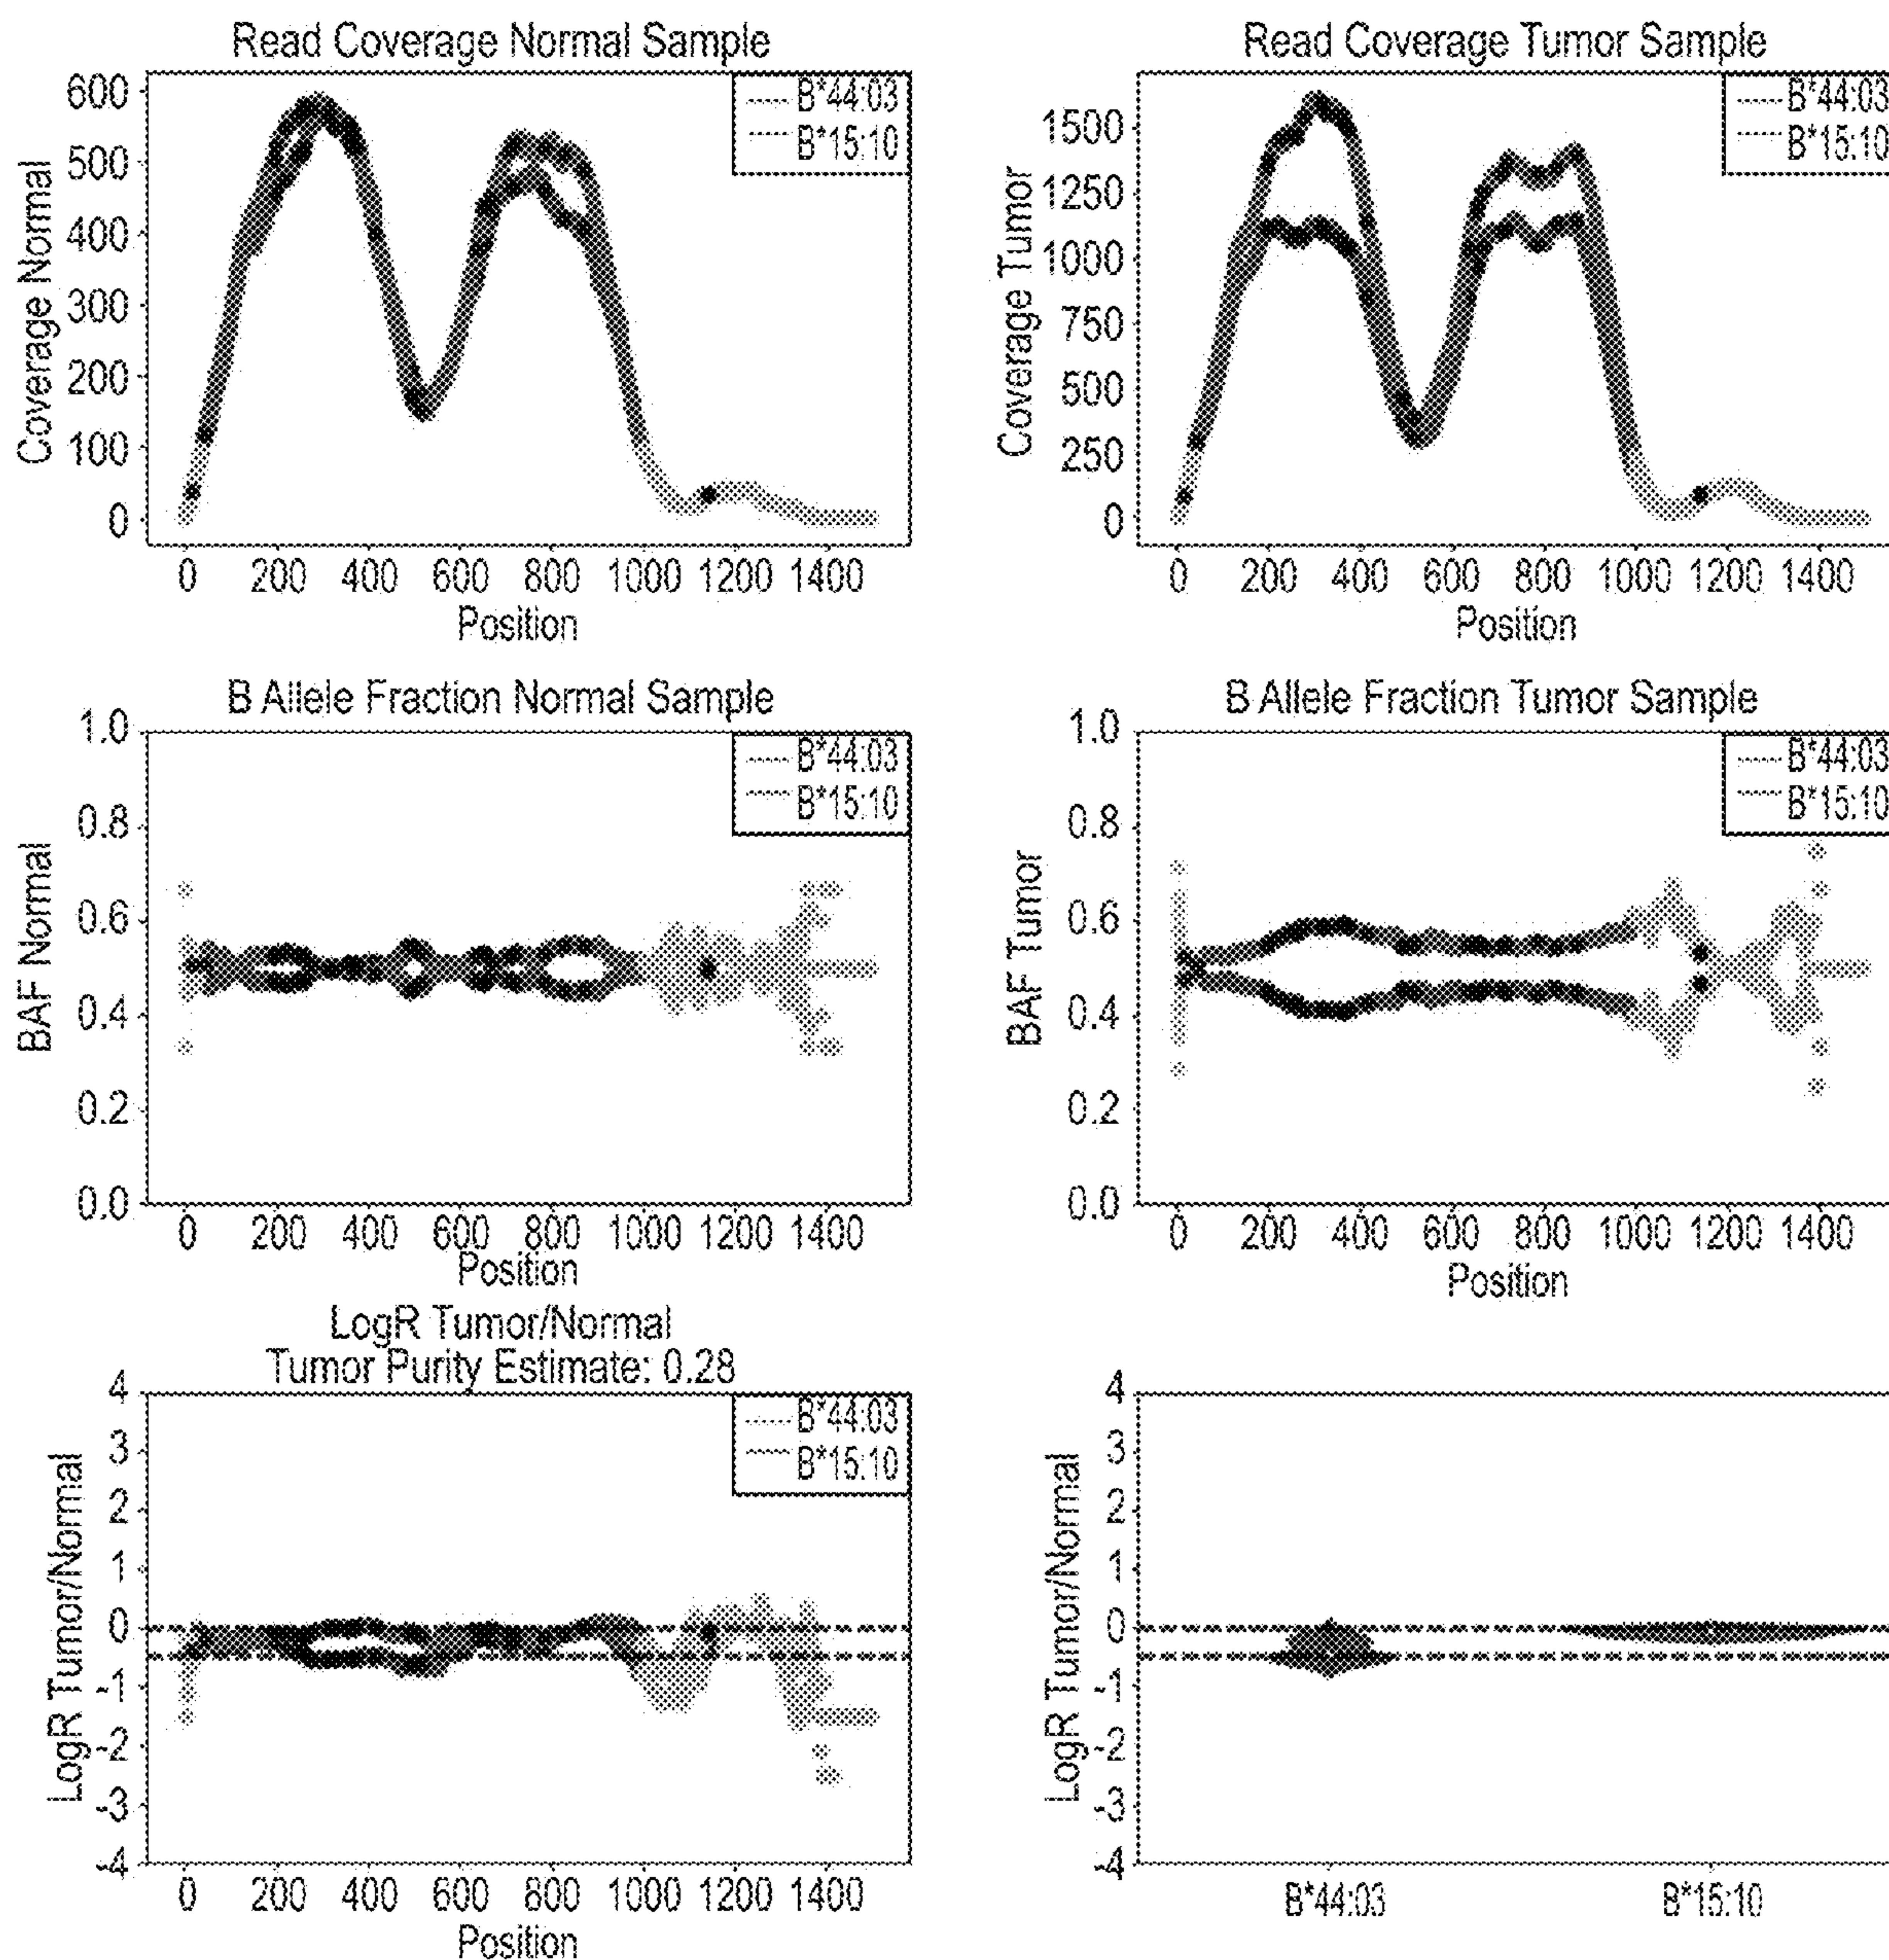 Read Coverage Normal Sample
Coverage Normal
600
500
400
300
200
100
0
B*44:03
B*15:10
0 200 400 600 800 1000 1200 1400
Position
Read Coverage Tumor Sample
Coverage Tumor
1500
1250
1000
750
500
250
0
B*44:03
B*15:10
0 200 400 600 800 1000 1200 1400
Position
B Allele Fraction Normal Sample
BAF Normal
1.0
0.8
0.6
0.4
0.2
0.0
B*44:03
B*15:10
0 200 400 600 800 1000 1200 1400
Position
B Allele Fraction Tumor Sample
BAF Tumor
1.0
0.8
0.6
0.4
0.2
0.0
B*44:03
B*15:10
0 200 400 600 800 1000 1200 1400
Position
LogR Tumor/Normal
Tumor Purity Estimate: 0.28
LogR Tumor/Normal
4
3
2
1
0
-1
-2
-3
-4
B*44:03
B*15:10
0 200 400 600 800 1000 1200 1400
Position
LogR Tumor/Normal
4
3
2
1
0
-1
-2
-3
-4
B*44:03 B*15:10